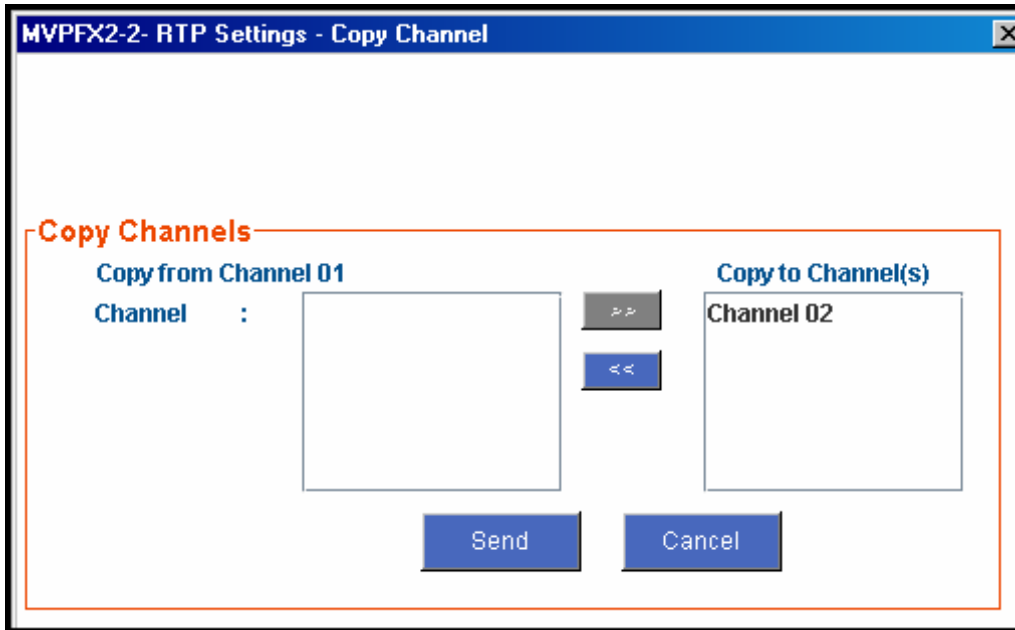 MVPFX2-2- RTP Settings - Copy Channel
Copy Channels
Copy from Channel 01 Copy to Channel(s)
Channel : >> Channel 02
<<
Send Cancel